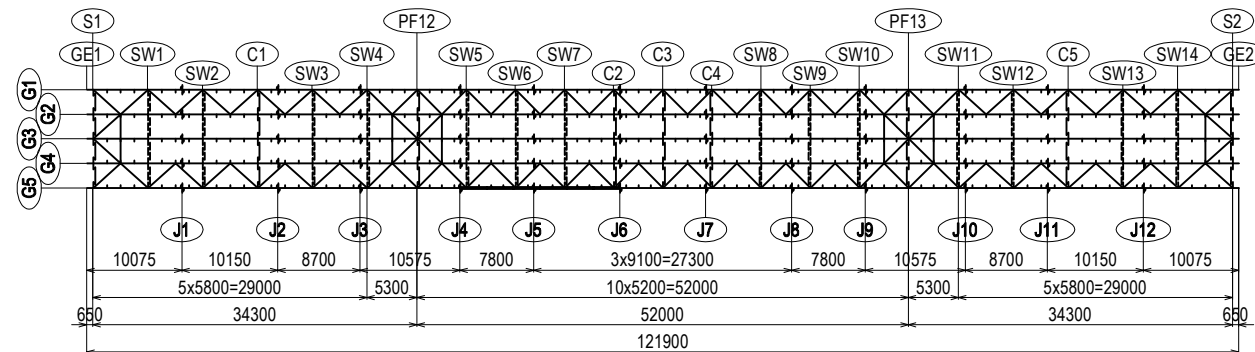 S1 PF12 PF13 S2
GE1 SW1 C1 SW4 SW5 SW7 C3 SW8 SW10 SW11 C5 SW14 GE2
SW2 SW3 SW6 C2 C4 SW9 SW12 SW13
G1
G2
G3
G4
G5
J1 J2 J3 J4 J5 J6 J7 J8 J9 J10 J11 J12
10075 10150 8700 10575 7800 3x9100=27300 7800 10575 8700 10150 10075
5x5800=29000 5300 10x5200=52000 5300 5x5800=29000
650 34300 52000 34300 650
121900